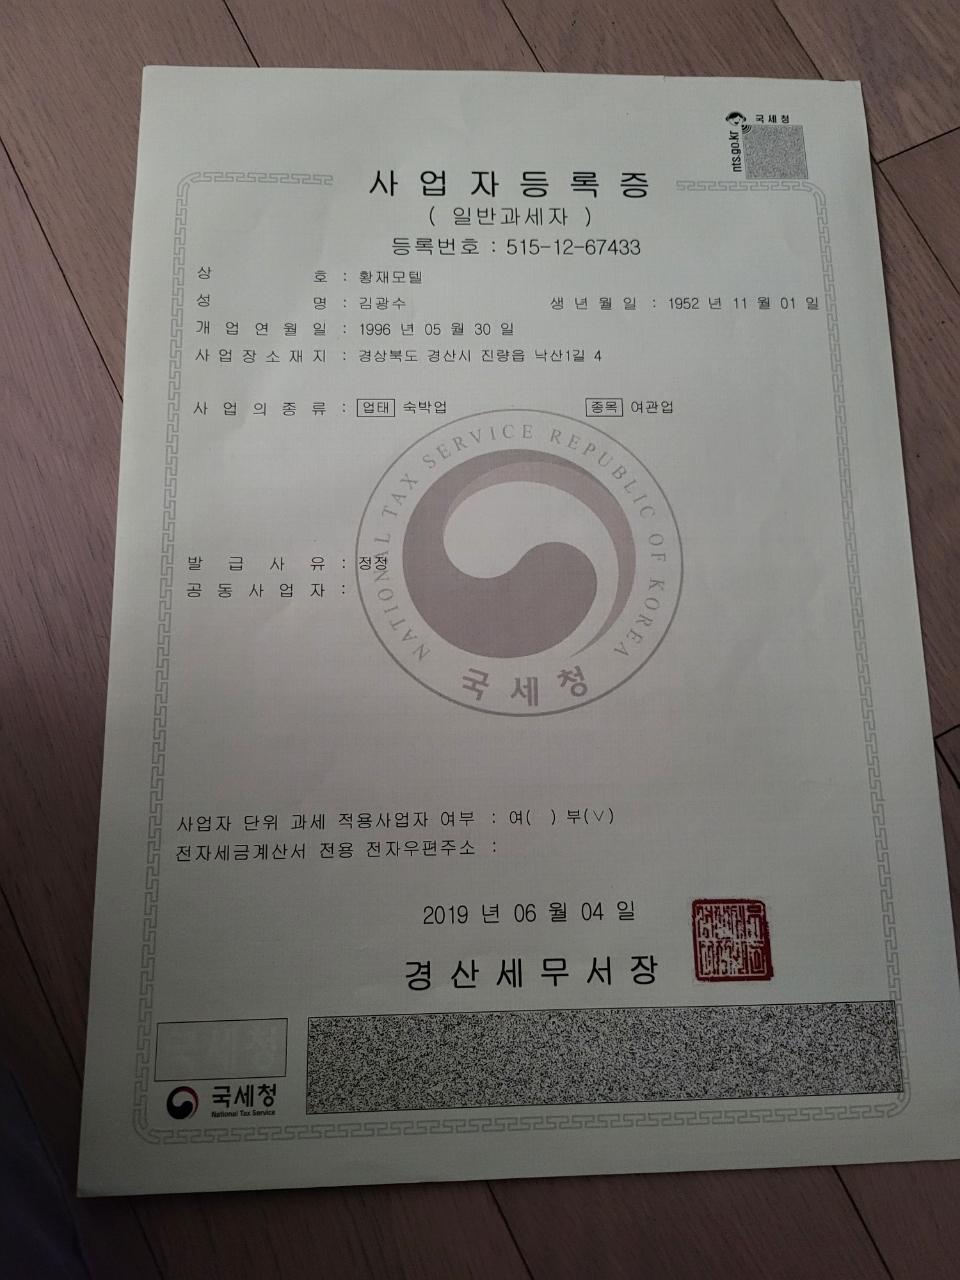 국세청
nts.go.kr
사업자등록증
( 일반과세자 )
등록번호 : 515-12-67433
상 호 : 황재모텔
성 명 : 김광수 생 년 월 일 : 1952 년 11 월 01 일
개 업 연 월 일 : 1996 년 05 월 30 일
사 업 장 소 재 지 : 경상북도 경산시 진량읍 낙산1길 4
사 업 의 종 류 : 업태 숙박업 종목 여관업
NATIONAL TAX SERVICE REPUBLIC OF KOREA
발 급 사 유 : 정정
공 동 사 업 자 :
국세청
사업자 단위 과세 적용사업자 여부 : 여( ) 부(∨)
전자세금계산서 전용 전자우편주소 :
2019 년 06 월 04 일
경 산 세 무 서 장
국세청
국세청
National Tax Service